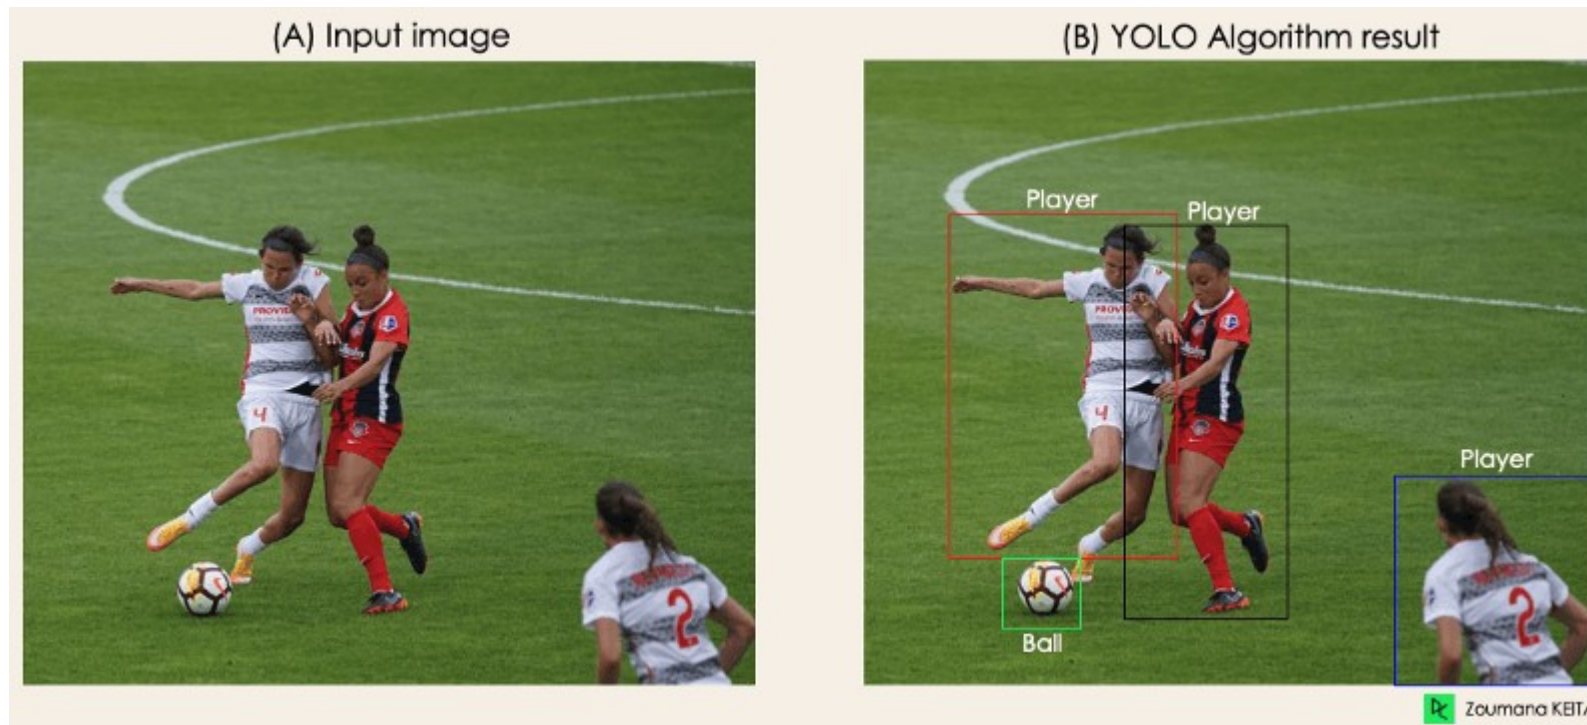 (A) Input image
(B) YOLO Algorithm result
Player
Player
4
4
Player
2
2
Ball
Zoumana KEITA